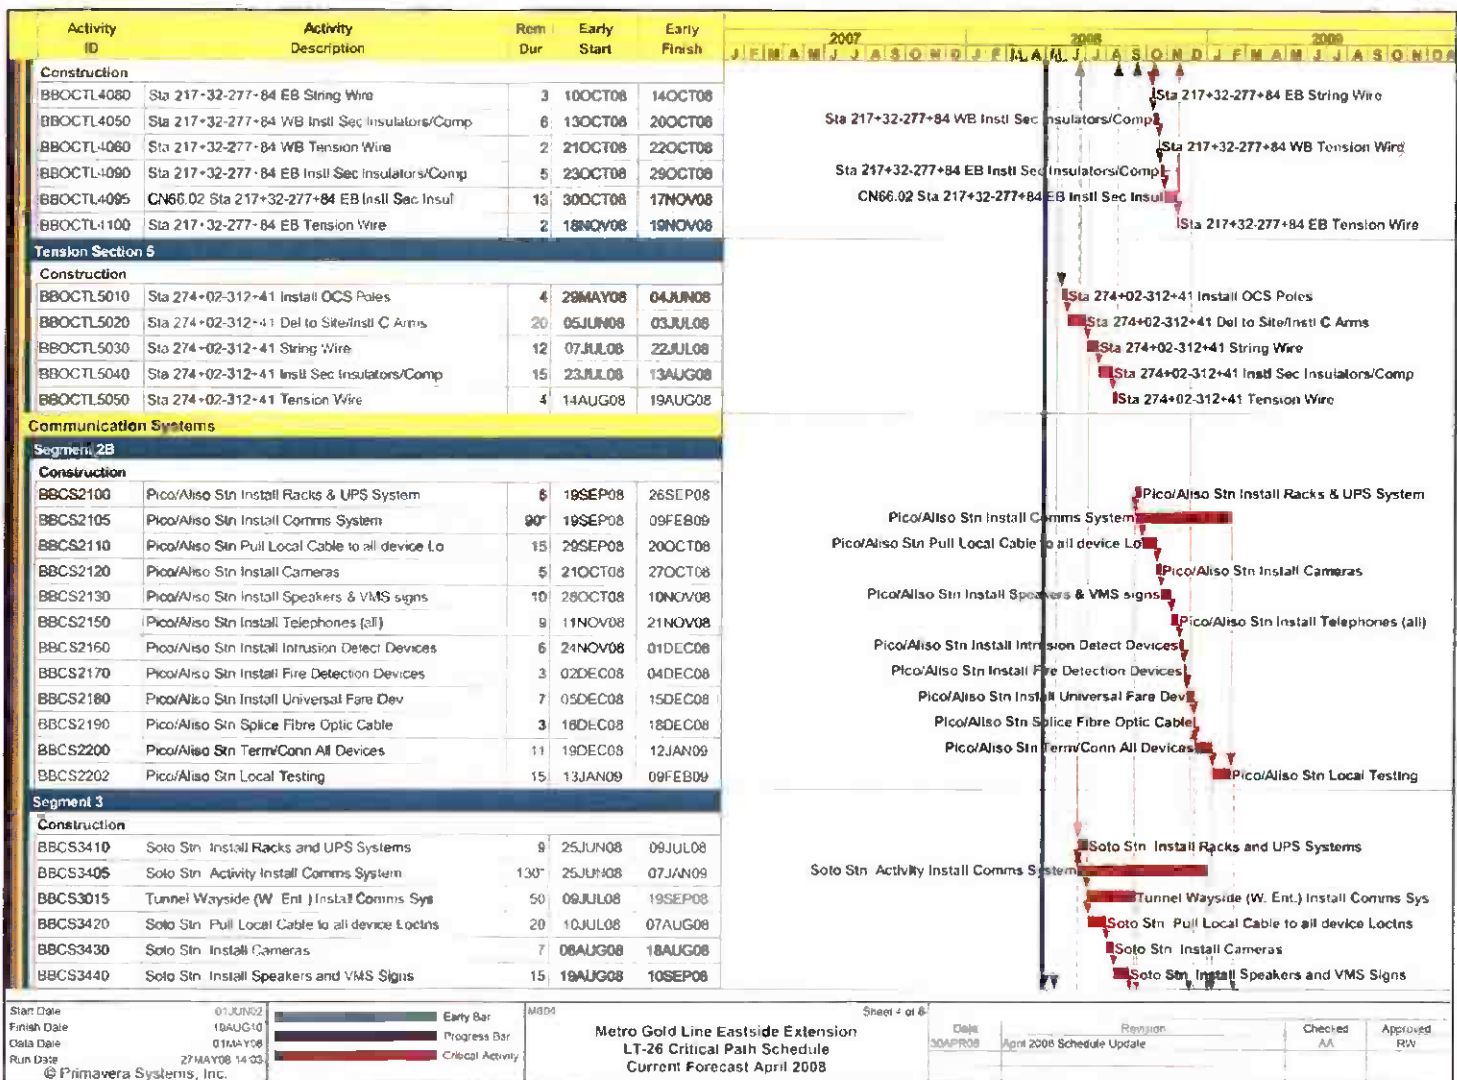 Activity ID Activity Description Rem Dur Early Start Early Finish 2007 2008 2009
J F M A M J J A S O N D J F M A M J J A S O N D J F M A M J J A S O N D
Construction
BBOCTL4080 Sta 217+32-277+84 EB String Wire 3 10OCT08 14OCT08 Sta 217+32-277+84 EB String Wire
BBOCTL4050 Sta 217+32-277+84 WB Instl Sec Insulators/Comp 6 13OCT08 20OCT08 Sta 217+32-277+84 WB Instl Sec Insulators/Comp
BBOCTL4060 Sta 217+32-277+84 WB Tension Wire 2 21OCT08 22OCT08 Sta 217+32-277+84 WB Tension Wire
BBOCTL4090 Sta 217+32-277+84 EB Instl Sec Insulators/Comp 5 23OCT08 29OCT08 Sta 217+32-277+84 EB Instl Sec Insulators/Comp
BBOCTL4095 CN66.02 Sta 217+32-277+84 EB Instl Sec Insul 13 30OCT08 17NOV08 CN66.02 Sta 217+32-277+84 EB Instl Sec Insul
BBOCTL4100 Sta 217+32-277+84 EB Tension Wire 2 18NOV08 19NOV08 Sta 217+32-277+84 EB Tension Wire
Tension Section 5
Construction
BBOCTL5010 Sta 274+02-312+41 Install OCS Poles 4 29MAY08 04JUN08 Sta 274+02-312+41 Install OCS Poles
BBOCTL5020 Sta 274+02-312+41 Del to Site/Instl C Arms 20 05JUN08 03JUL08 Sta 274+02-312+41 Del to Site/Instl C Arms
BBOCTL5030 Sta 274+02-312+41 String Wire 12 07JUL08 22JUL08 Sta 274+02-312+41 String Wire
BBOCTL5040 Sta 274+02-312+41 Instl Sec Insulators/Comp 15 23JUL08 13AUG08 Sta 274+02-312+41 Instl Sec Insulators/Comp
BBOCTL5050 Sta 274+02-312+41 Tension Wire 4 14AUG08 19AUG08 Sta 274+02-312+41 Tension Wire
Communication Systems
Segment 2B
Construction
BBCS2100 Pico/Aliso Stn Install Racks & UPS System 6 19SEP08 26SEP08 Pico/Aliso Stn Install Racks & UPS System
BBCS2105 Pico/Aliso Stn Install Comms System 90* 19SEP08 09FEB09 Pico/Aliso Stn Install Comms System
BBCS2110 Pico/Aliso Stn Pull Local Cable to all device Lo 15 29SEP08 20OCT08 Pico/Aliso Stn Pull Local Cable to all device Lo
BBCS2120 Pico/Aliso Stn Install Cameras 5 21OCT08 27OCT08 Pico/Aliso Stn Install Cameras
BBCS2130 Pico/Aliso Stn Install Speakers & VMS signs 10 28OCT08 10NOV08 Pico/Aliso Stn Install Speakers & VMS signs
BBCS2150 Pico/Aliso Stn Install Telephones (all) 9 11NOV08 21NOV08 Pico/Aliso Stn Install Telephones (all)
BBCS2160 Pico/Aliso Stn Install Intrusion Detect Devices 6 24NOV08 01DEC08 Pico/Aliso Stn Install Intrusion Detect Devices
BBCS2170 Pico/Aliso Stn Install Fire Detection Devices 3 02DEC08 04DEC08 Pico/Aliso Stn Install Fire Detection Devices
BBCS2180 Pico/Aliso Stn Install Universal Fare Dev 7 05DEC08 15DEC08 Pico/Aliso Stn Install Universal Fare Dev
BBCS2190 Pico/Aliso Stn Splice Fibre Optic Cable 3 16DEC08 18DEC08 Pico/Aliso Stn Splice Fibre Optic Cable
BBCS2200 Pico/Aliso Stn Term/Conn All Devices 11 19DEC08 12JAN09 Pico/Aliso Stn Term/Conn All Devices
BBCS2202 Pico/Aliso Stn Local Testing 15 13JAN09 09FEB09 Pico/Aliso Stn Local Testing
Segment 3
Construction
BBCS3410 Soto Stn Install Racks and UPS Systems 9 25JUN08 09JUL08 Soto Stn Install Racks and UPS Systems
BBCS3405 Soto Stn Activity Install Comms System 130* 25JUN08 07JAN09 Soto Stn Activity Install Comms System
BBCS3015 Tunnel Wayside (W. Ent.) Install Comms Sys 50 09JUL08 19SEP08 Tunnel Wayside (W. Ent.) Install Comms Sys
BBCS3420 Soto Stn Pull Local Cable to all device Loctns 20 10JUL08 07AUG08 Soto Stn Pull Local Cable to all device Loctns
BBCS3430 Soto Stn Install Cameras 7 08AUG08 18AUG08 Soto Stn Install Cameras
BBCS3440 Soto Stn Install Speakers and VMS Signs 15 19AUG08 10SEP08 Soto Stn Install Speakers and VMS Signs
Start Date 01JUN02
Finish Date 10AUG10
Data Date 01MAY08
Run Date 27MAY08 14:03
© Primavera Systems, Inc.
Early Bar
Progress Bar
Critical Activity
Sheet 4 of 8
Metro Gold Line Eastside Extension
LT-26 Critical Path Schedule
Current Forecast April 2008
Date Revision Checked Approved
30APR08 April 2008 Schedule Update AA RW